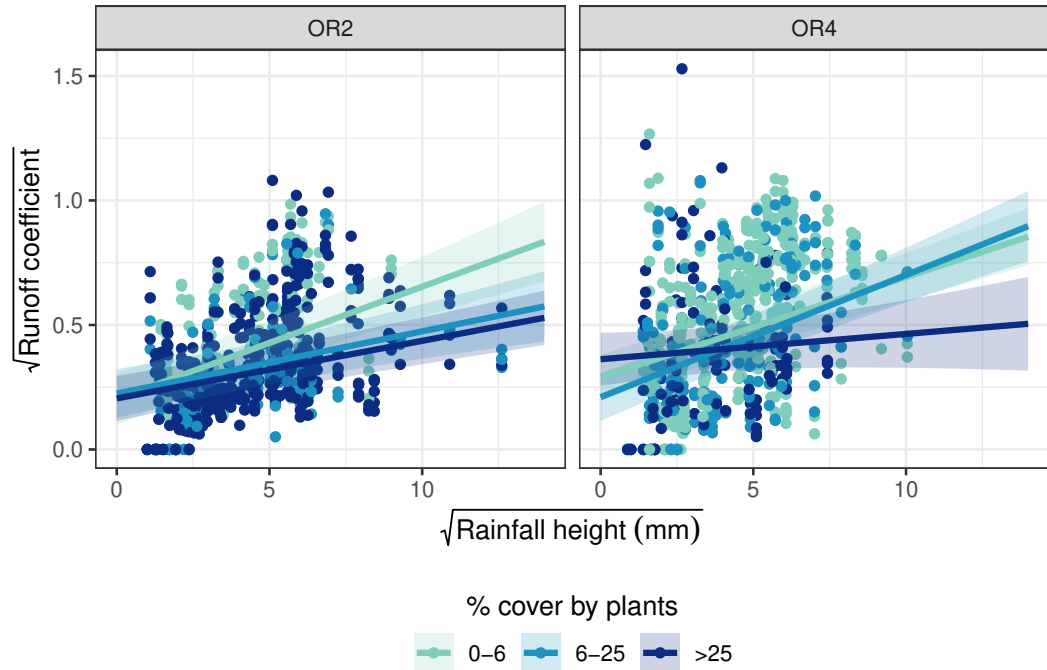 OR2 OR4
1.5
1.0
0.5
0.0
√Runoff coefficient
0 5 10 0 5 10
√Rainfall height (mm)
% cover by plants
0−6 6−25 >25